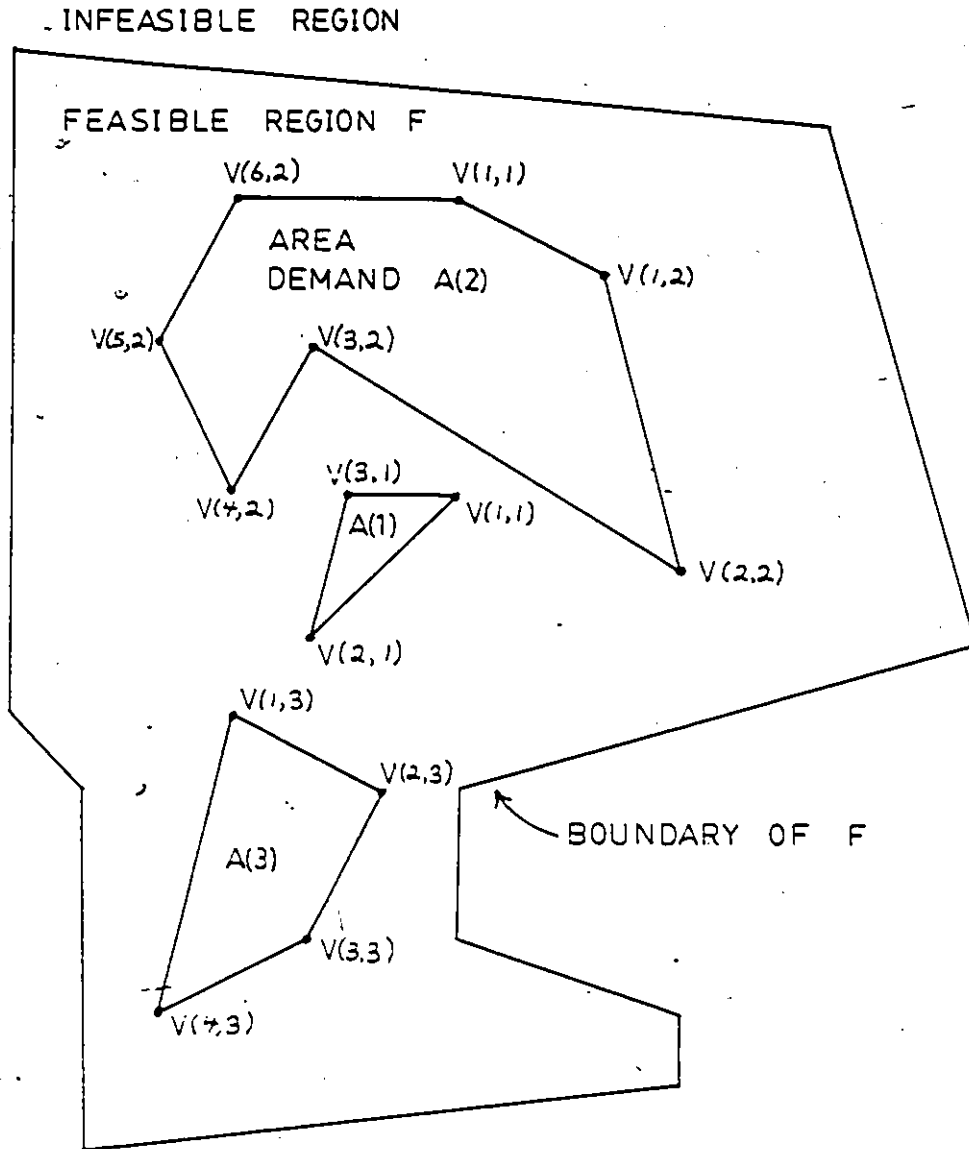 INFEASIBLE REGION
FEASIBLE REGION F
V(6,2) V(1,1)
AREA
DEMAND A(2)
V(1,2)
V(5,2) V(3,2)
V(4,2)
V(3,1)
V(1,1)
A(1)
V(2,2)
V(2,1)
V(1,3)
V(2,3)
BOUNDARY OF F
A(3)
V(3,3)
V(4,3)